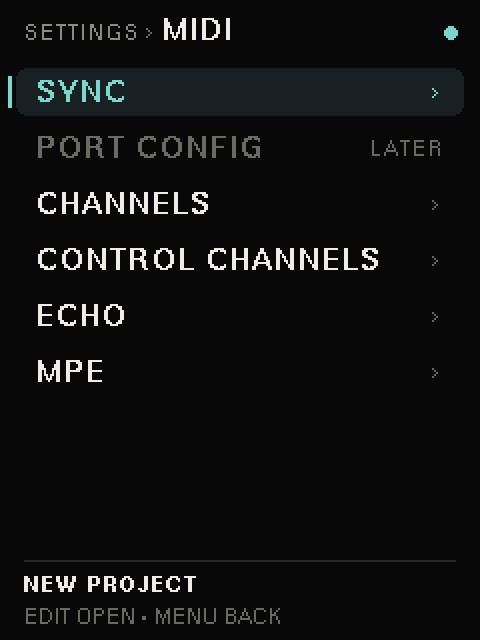 SETTINGS › MIDI
SYNC ›
PORT CONFIG LATER
CHANNELS ›
CONTROL CHANNELS ›
ECHO ›
MPE ›
NEW PROJECT
EDIT OPEN • MENU BACK